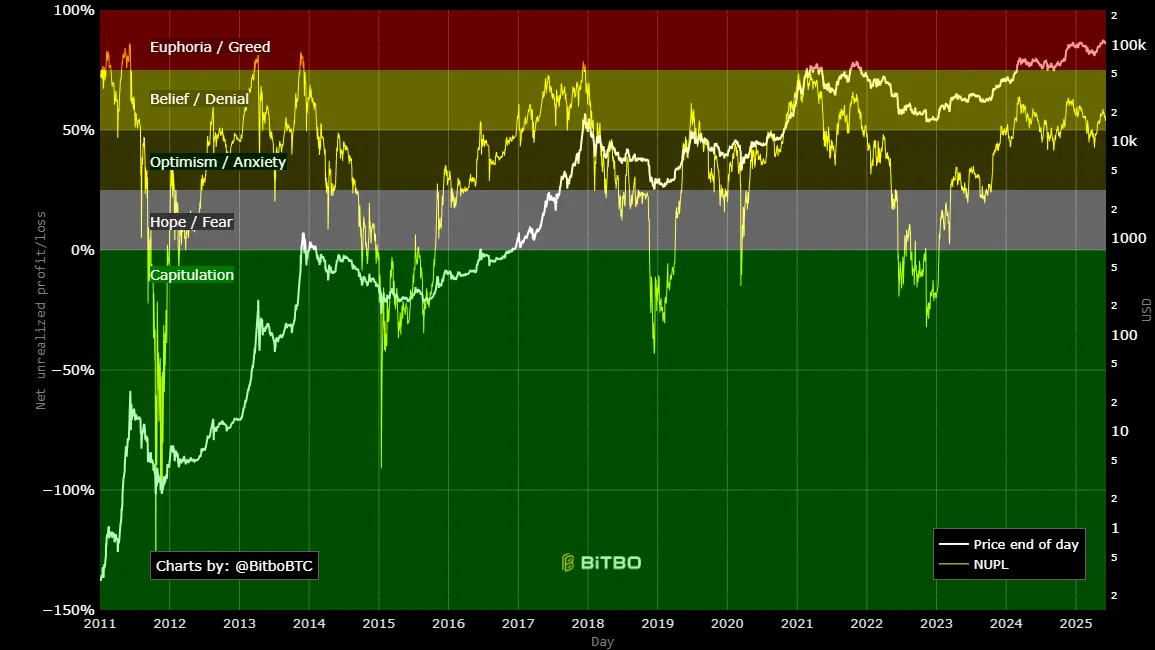 100%
50%
0%
−50%
−100%
−150%
Net unrealized profit/loss
Euphoria / Greed
Belief / Denial
Optimism / Anxiety
Hope / Fear
Capitulation
2
100k
5
2
10k
5
2
1000
5
2
100
5
2
10
5
2
1
5
2
USD
Charts by: @BitboBTC
BiTBO
Price end of day
NUPL
2011 2012 2013 2014 2015 2016 2017 2018 2019 2020 2021 2022 2023 2024 2025
Day